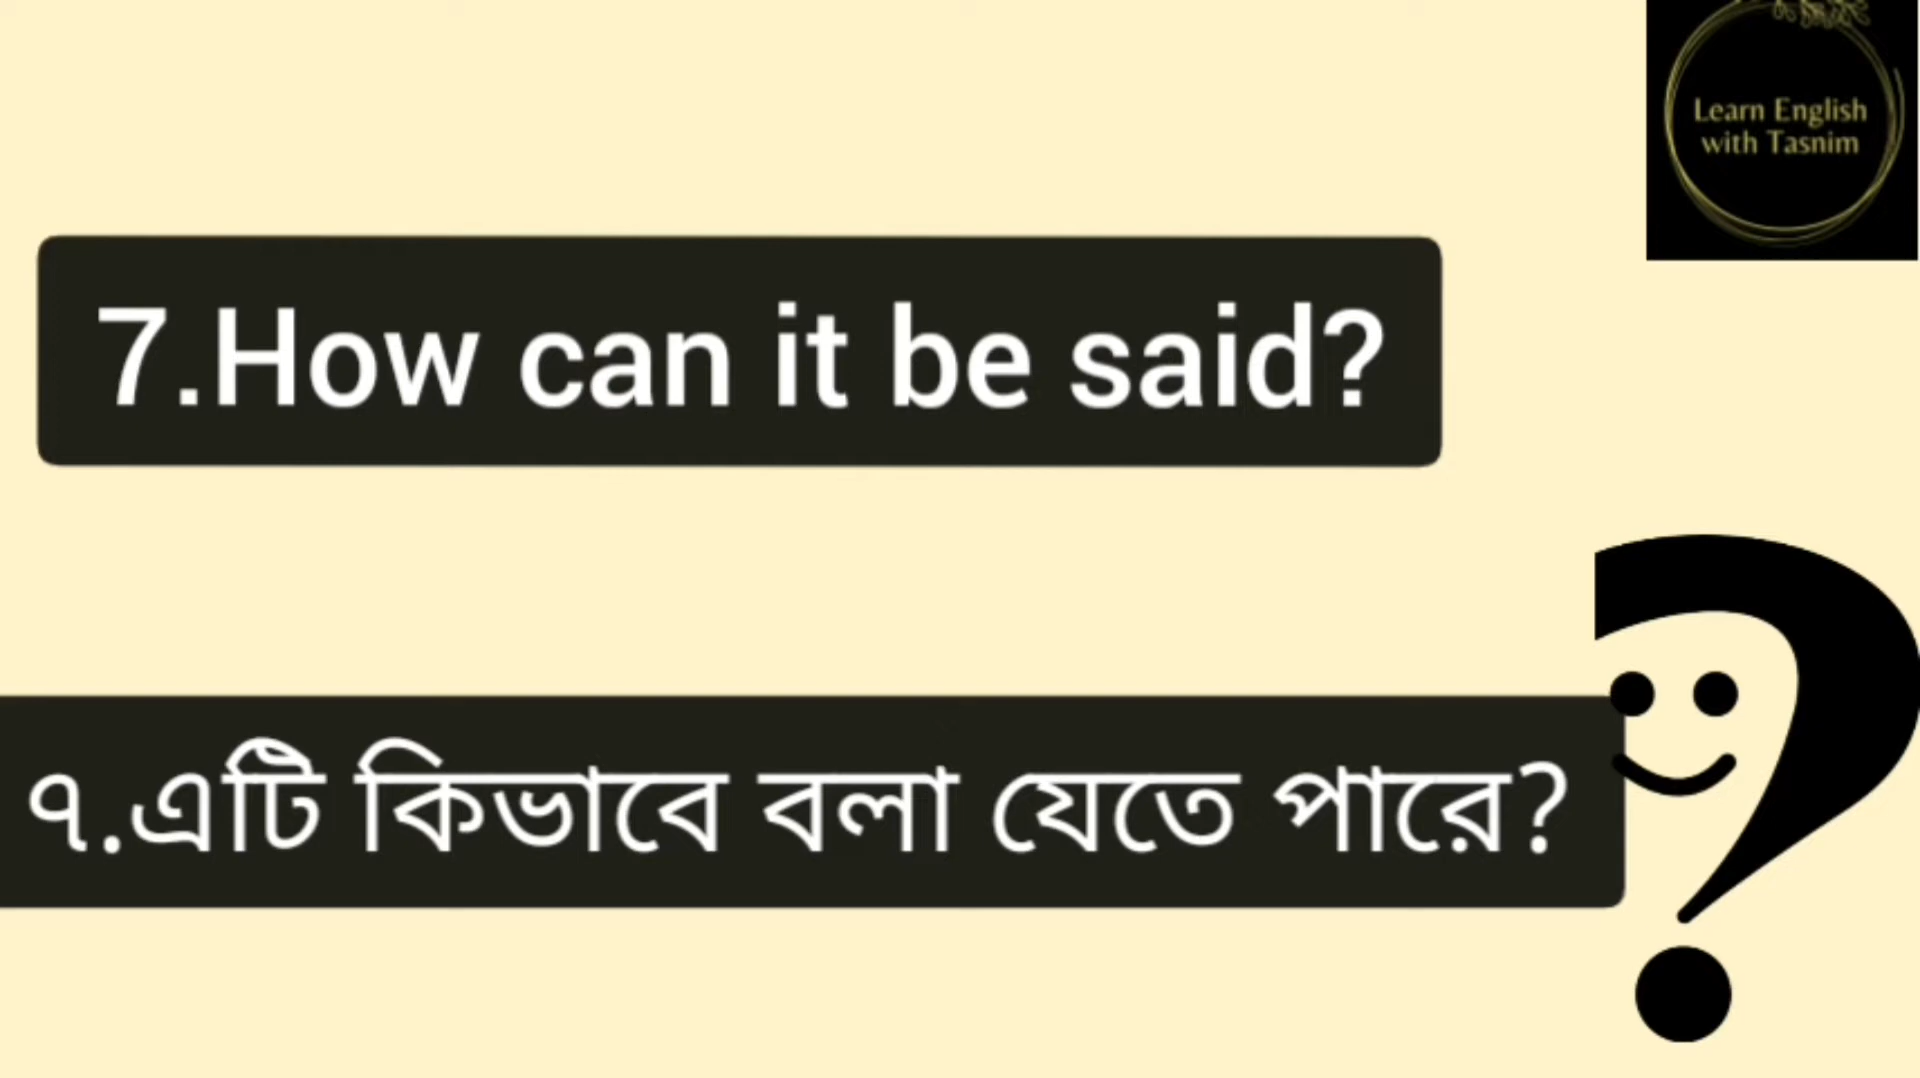 Learn English
with Tasnim
7.How can it be said?
৭.এটি কিভাবে বলা যেতে পারে?